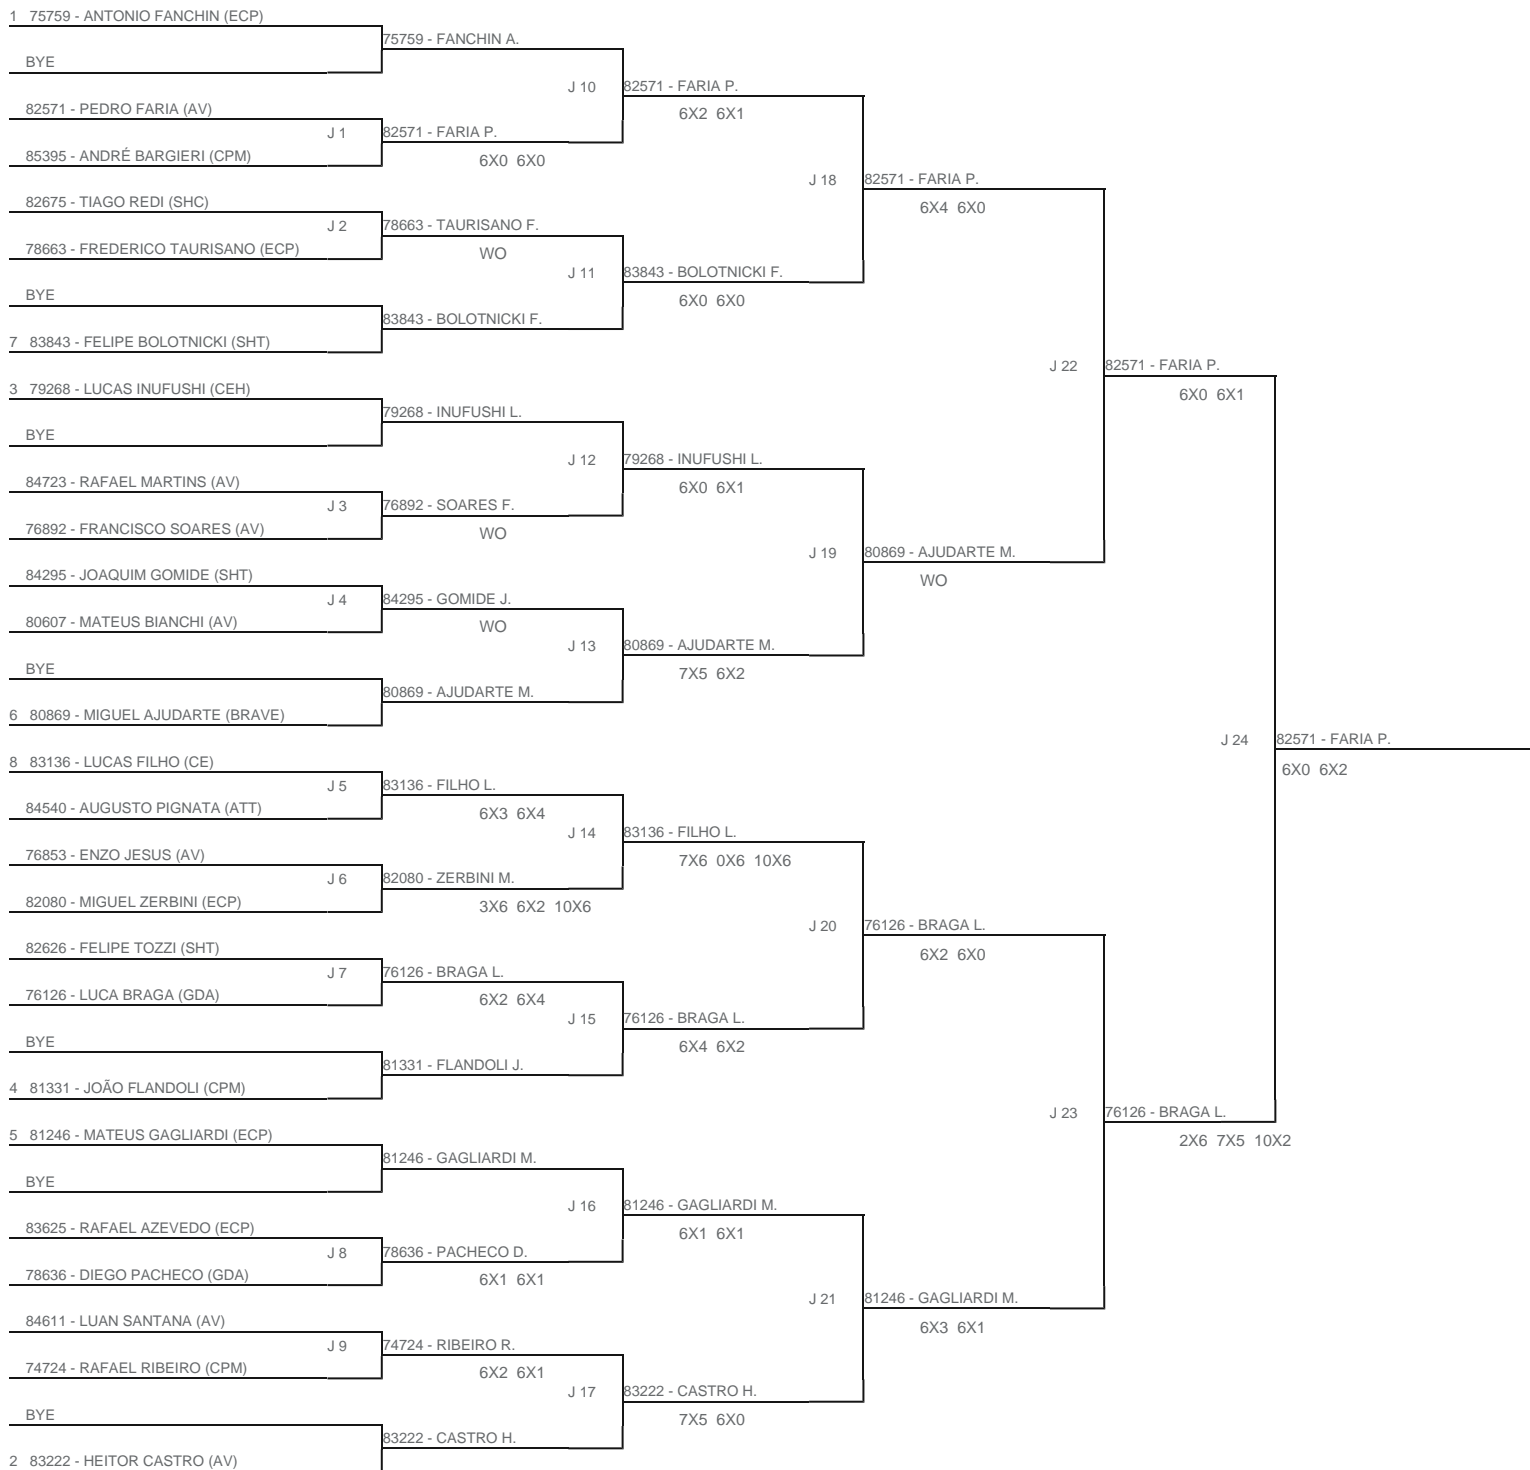 1 75759 - ANTONIO FANCHIN (ECP)
75759 - FANCHIN A.
BYE
J 10 82571 - FARIA P.
82571 - PEDRO FARIA (AV)
6X2 6X1
J 1 82571 - FARIA P.
85395 - ANDRÉ BARGIERI (CPM)
6X0 6X0
J 18 82571 - FARIA P.
82675 - TIAGO REDI (SHC)
6X4 6X0
J 2 78663 - TAURISANO F.
78663 - FREDERICO TAURISANO (ECP)
WO
J 11 83843 - BOLOTNICKI F.
BYE
6X0 6X0
83843 - BOLOTNICKI F.
7 83843 - FELIPE BOLOTNICKI (SHT)
J 22 82571 - FARIA P.
3 79268 - LUCAS INUFUSHI (CEH)
6X0 6X1
79268 - INUFUSHI L.
BYE
J 12 79268 - INUFUSHI L.
84723 - RAFAEL MARTINS (AV)
6X0 6X1
J 3 76892 - SOARES F.
76892 - FRANCISCO SOARES (AV)
WO
J 19 80869 - AJUDARTE M.
84295 - JOAQUIM GOMIDE (SHT)
WO
J 4 84295 - GOMIDE J.
80607 - MATEUS BIANCHI (AV)
WO
J 13 80869 - AJUDARTE M.
BYE
7X5 6X2
80869 - AJUDARTE M.
6 80869 - MIGUEL AJUDARTE (BRAVE)
J 24 82571 - FARIA P.
8 83136 - LUCAS FILHO (CE)
6X0 6X2
J 5 83136 - FILHO L.
84540 - AUGUSTO PIGNATA (ATT)
6X3 6X4
J 14 83136 - FILHO L.
76853 - ENZO JESUS (AV)
7X6 0X6 10X6
J 6 82080 - ZERBINI M.
82080 - MIGUEL ZERBINI (ECP)
3X6 6X2 10X6
J 20 76126 - BRAGA L.
82626 - FELIPE TOZZI (SHT)
6X2 6X0
J 7 76126 - BRAGA L.
76126 - LUCA BRAGA (GDA)
6X2 6X4
J 15 76126 - BRAGA L.
BYE
6X4 6X2
81331 - FLANDOLI J.
4 81331 - JOÃO FLANDOLI (CPM)
J 23 76126 - BRAGA L.
5 81246 - MATEUS GAGLIARDI (ECP)
2X6 7X5 10X2
81246 - GAGLIARDI M.
BYE
J 16 81246 - GAGLIARDI M.
83625 - RAFAEL AZEVEDO (ECP)
6X1 6X1
J 8 78636 - PACHECO D.
78636 - DIEGO PACHECO (GDA)
6X1 6X1
J 21 81246 - GAGLIARDI M.
84611 - LUAN SANTANA (AV)
6X3 6X1
J 9 74724 - RIBEIRO R.
74724 - RAFAEL RIBEIRO (CPM)
6X2 6X1
J 17 83222 - CASTRO H.
BYE
7X5 6X0
83222 - CASTRO H.
2 83222 - HEITOR CASTRO (AV)